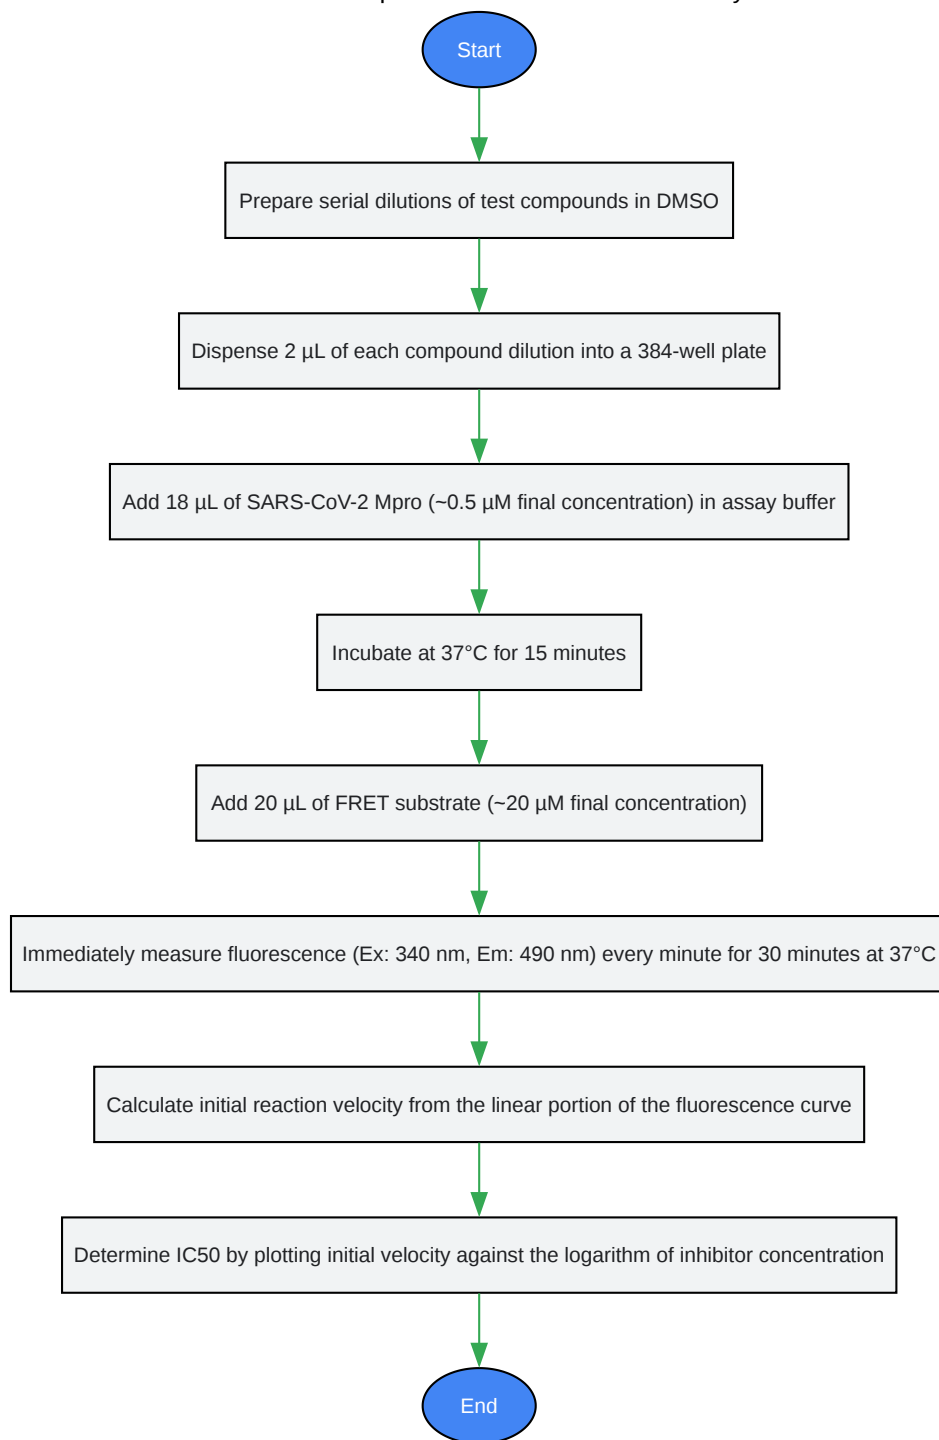 Start
Prepare serial dilutions of test compounds in DMSO
Dispense 2 µL of each compound dilution into a 384-well plate
Add 18 µL of SARS-CoV-2 Mpro (~0.5 µM final concentration) in assay buffer
Incubate at 37°C for 15 minutes
Add 20 µL of FRET substrate (~20 µM final concentration)
Immediately measure fluorescence (Ex: 340 nm, Em: 490 nm) every minute for 30 minutes at 37°C
Calculate initial reaction velocity from the linear portion of the fluorescence curve
Determine IC50 by plotting initial velocity against the logarithm of inhibitor concentration
End